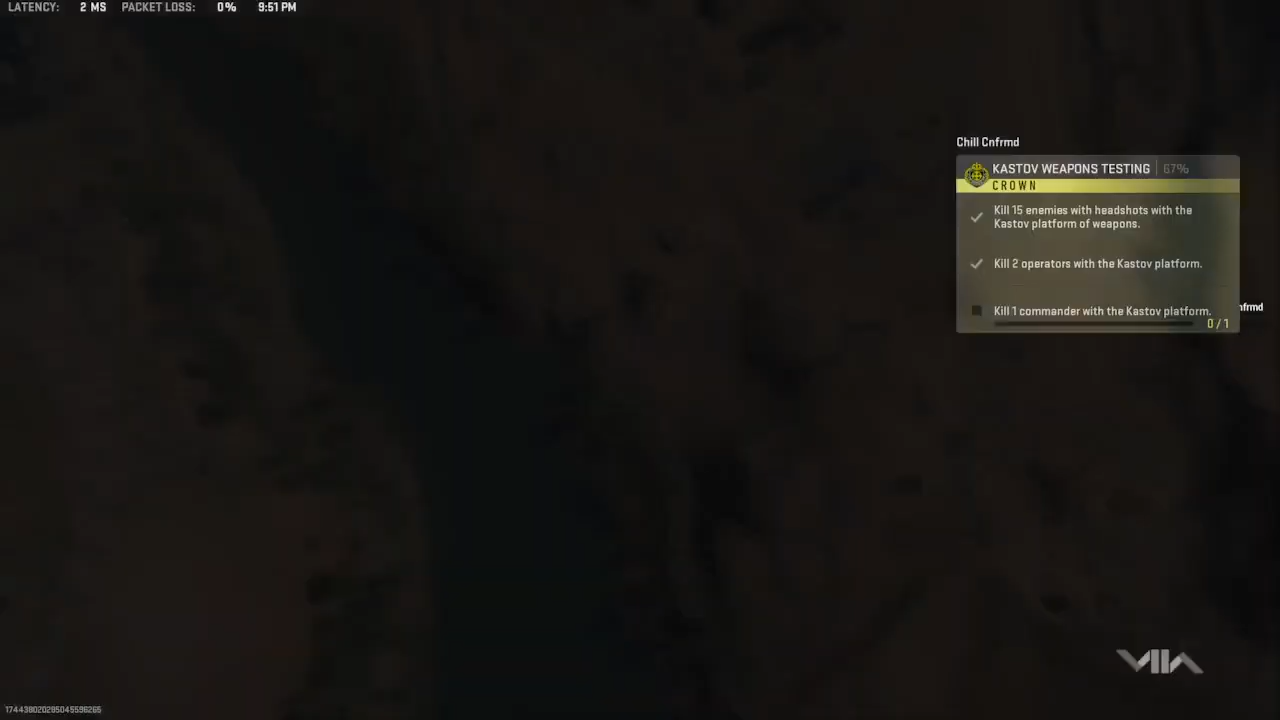 LATENCY: 2 MS PACKET LOSS: 0% 9:51 PM
Chill Cnfrmd
KASTOV WEAPONS TESTING | 67%
CROWN
Kill 15 enemies with headshots with the
Kastov platform of weapons.
Kill 2 operators with the Kastov platform.
Kill 1 commander with the Kastov platform.
nfrmd
0 / 1
174438020295045596265